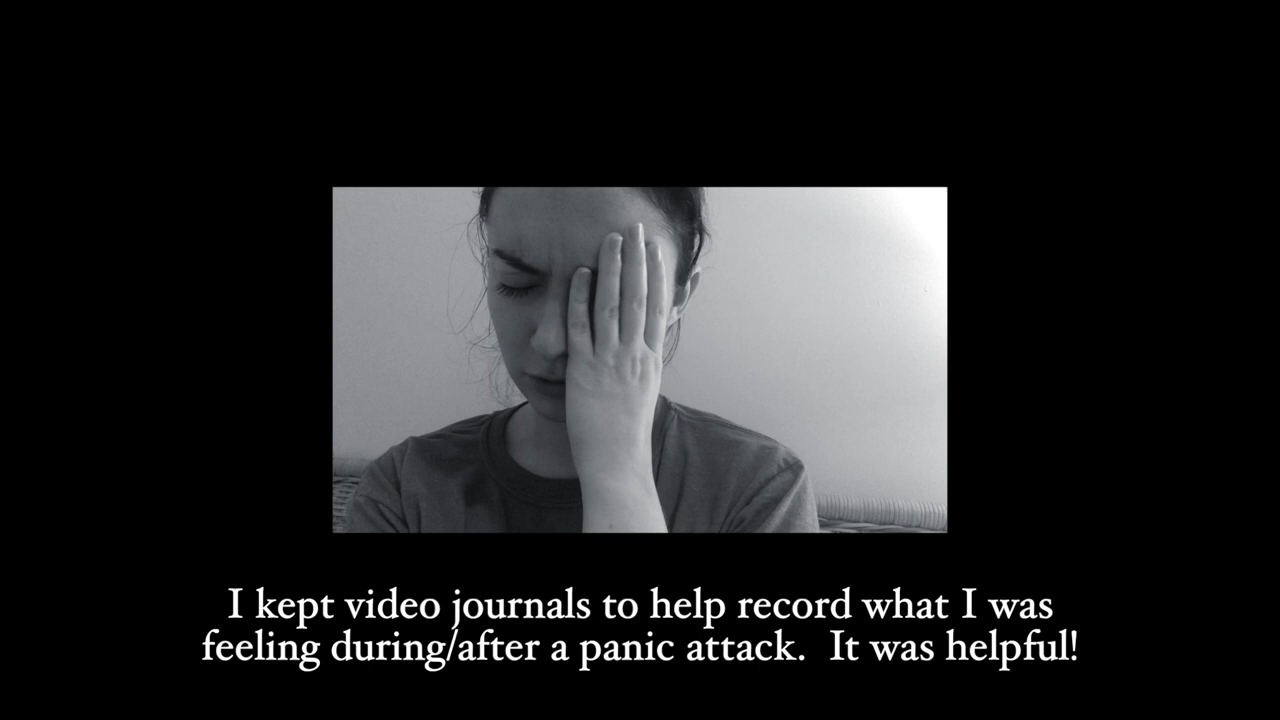 I kept video journals to help record what I was
feeling during/after a panic attack.  It was helpful!